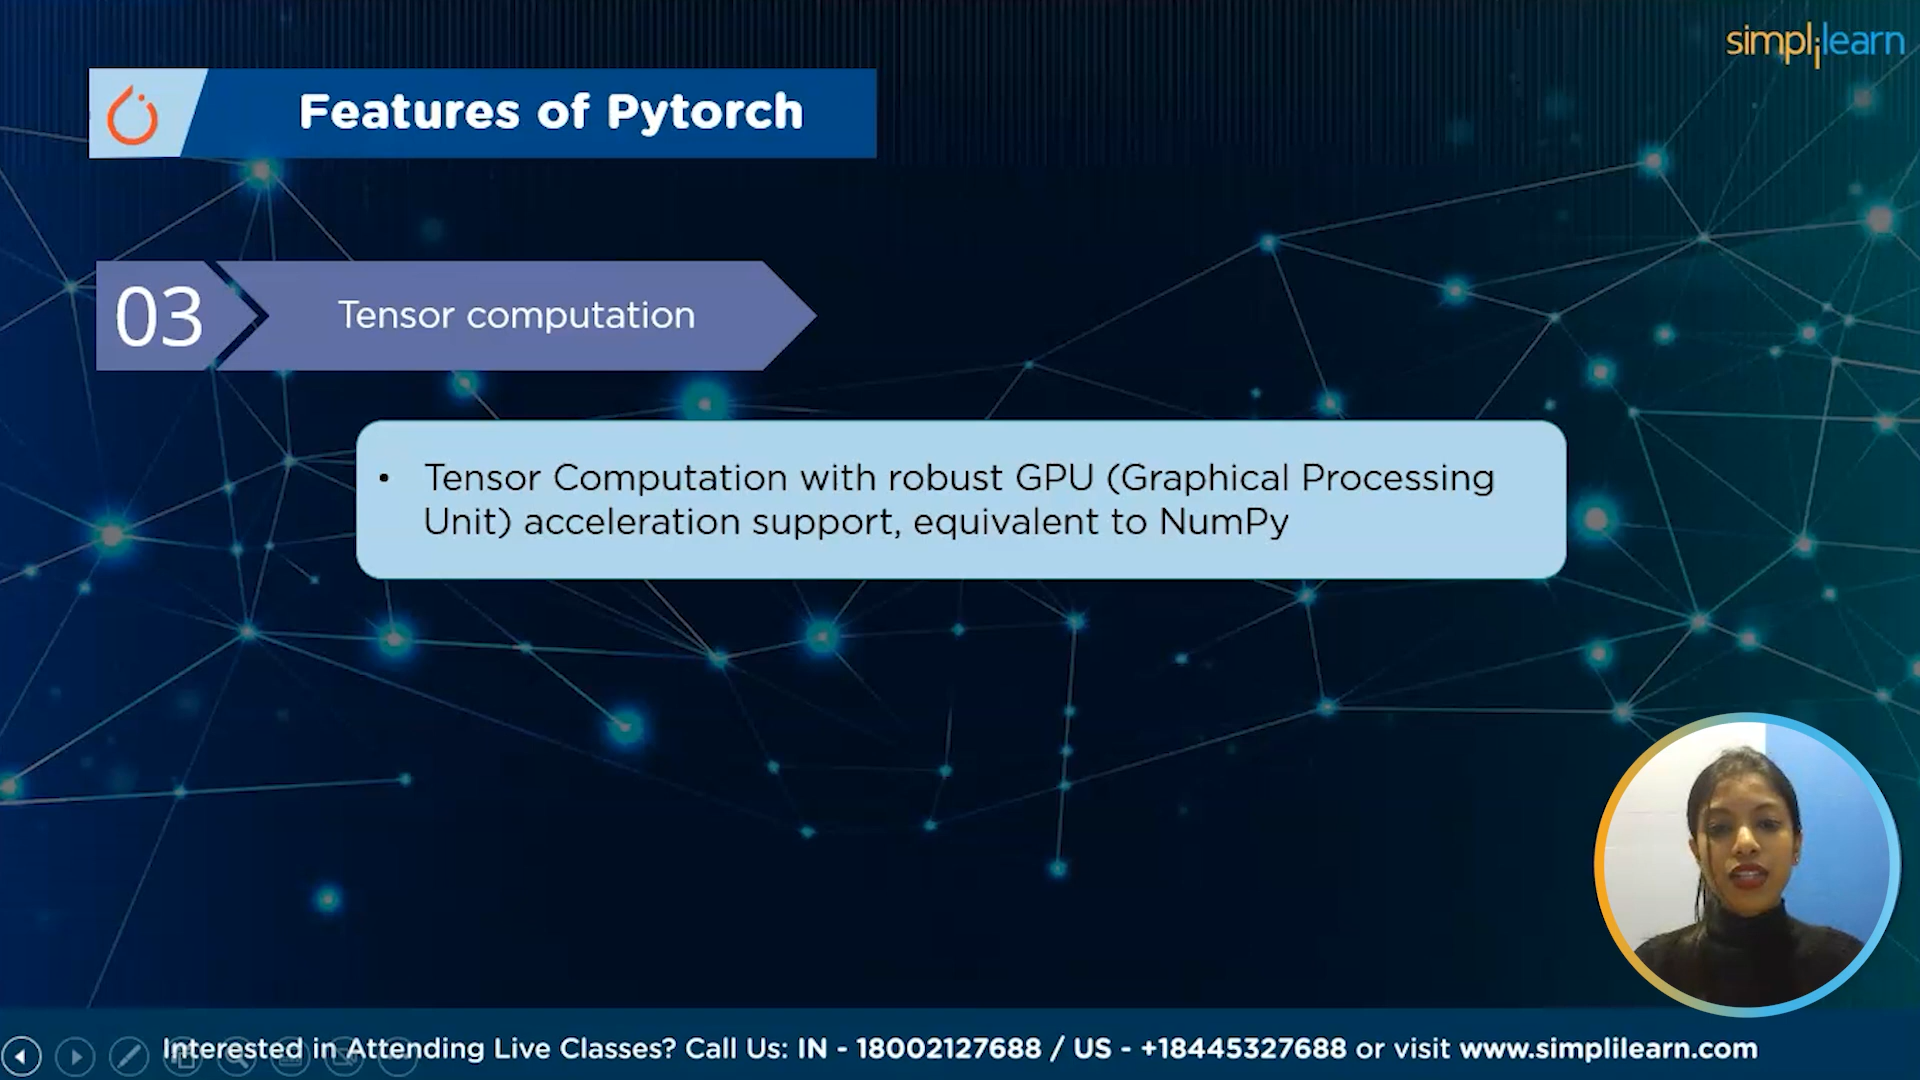 simplilearn
Features of Pytorch
03
Tensor computation
• Tensor Computation with robust GPU (Graphical Processing
Unit) acceleration support, equivalent to NumPy
Interested in Attending Live Classes? Call Us: IN - 18002127688 / US - +18445327688 or visit www.simplilearn.com